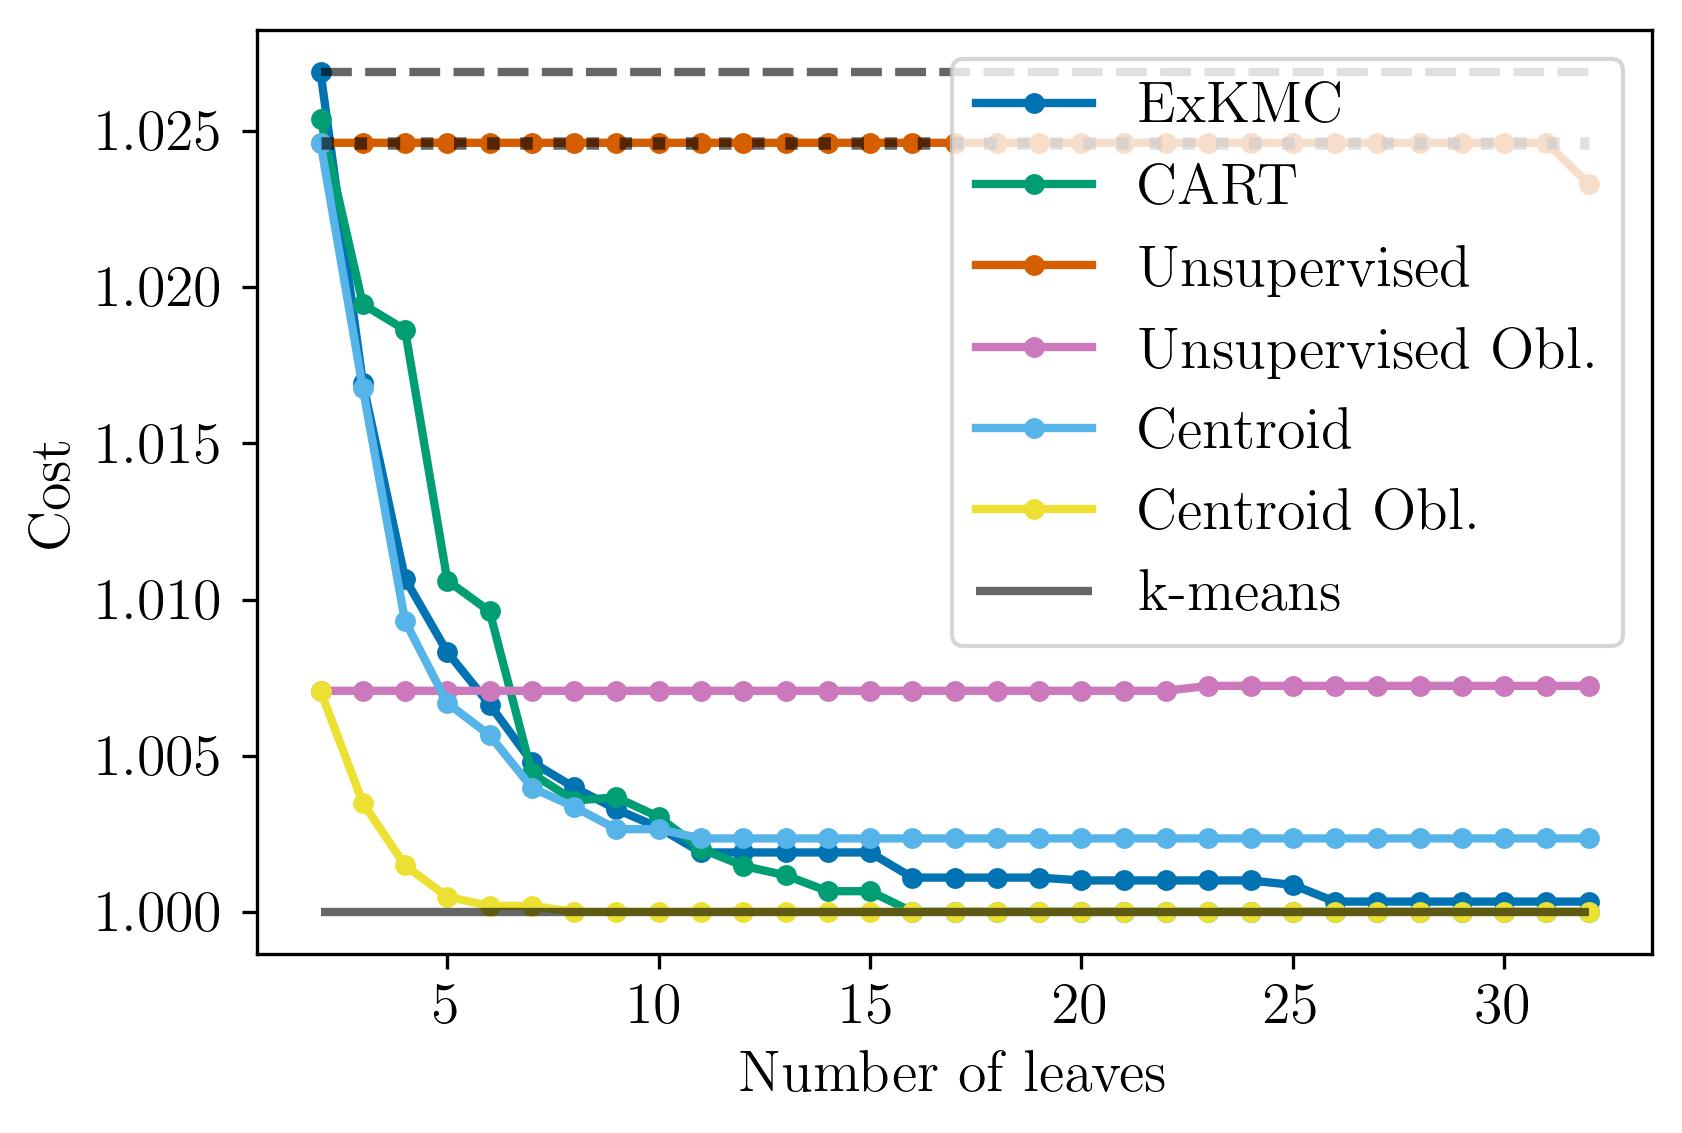 1.025
1.020
1.015
1.010
1.005
1.000
Cost
5
10
15
20
25
30
Number of leaves
ExKMC
CART
Unsupervised
Unsupervised Obl.
Centroid
Centroid Obl.
k-means